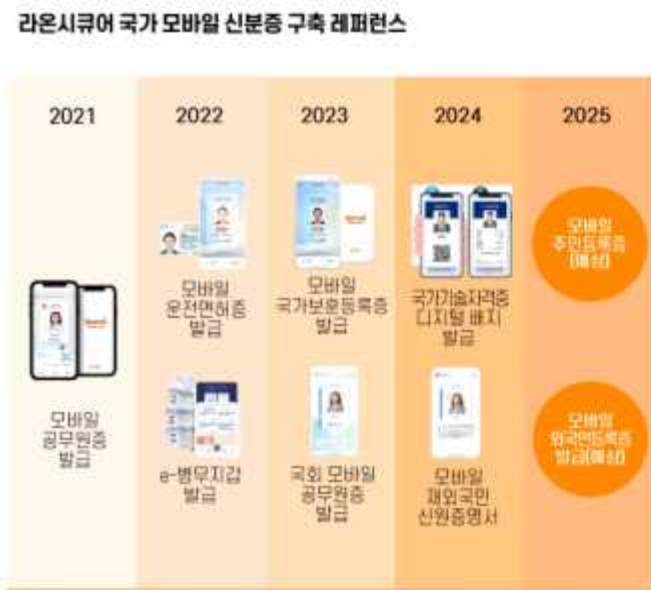 라온시큐어 국가 모바일 신분증 구축 레퍼런스
2021
2022
2023
2024
2025
모바일
공무원증
발급
모바일
운전면허증
발급
e-병무지갑
발급
모바일
국가보훈등록증
발급
국회 모바일
공무원증
발급
국가기술자격증
디지털 배지
발급
모바일
재외국민
신원증명서
모바일
주민등록증
(예상)
모바일
외국인등록증
발급(예상)